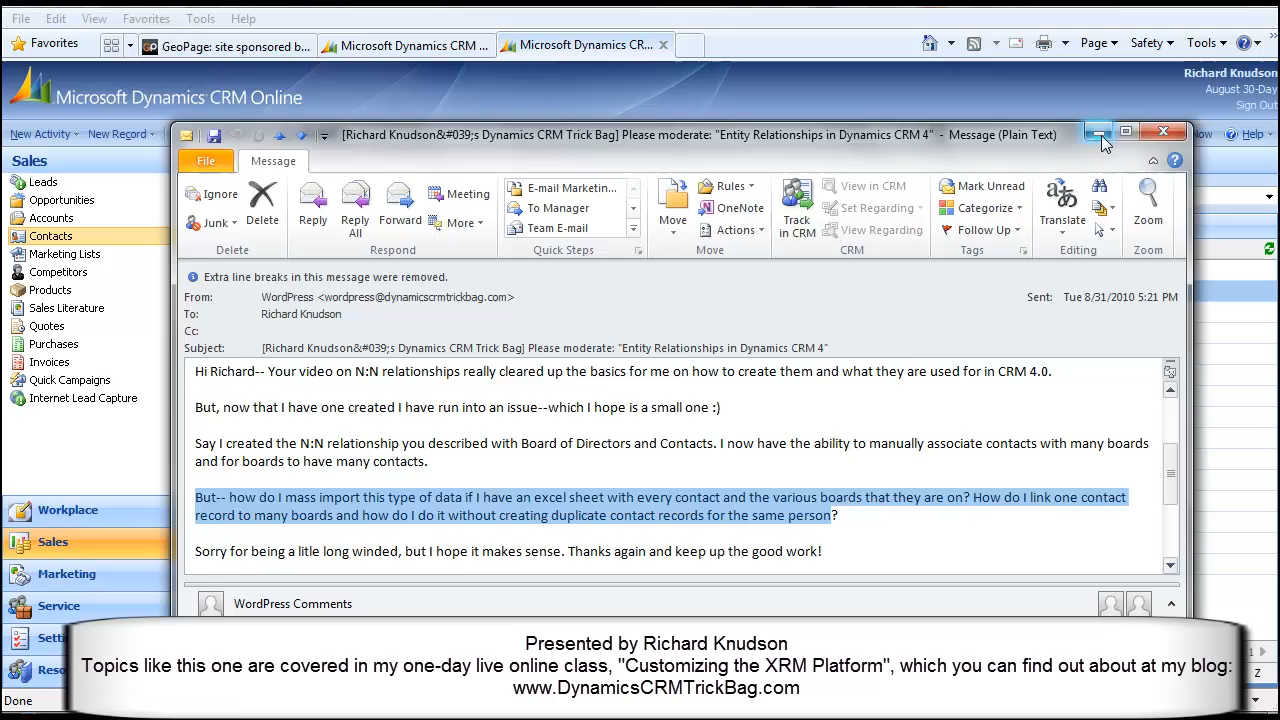 File Edit View Favorites Tools Help
Favorites GeoPage: site sponsored b... Microsoft Dynamics CRM ... Microsoft Dynamics CR... Page Safety Tools
Microsoft Dynamics CRM Online
Richard Knudson
August 30-Day
Sign Out
New Activity New Record
Now Help
Sales
Leads
Opportunities
Accounts
Contacts
Marketing Lists
Competitors
Products
Sales Literature
Quotes
Purchases
Invoices
Quick Campaigns
Internet Lead Capture
Workplace
Sales
Marketing
Service
Setti
Reso
Done
[Richard Knudson&#039;s Dynamics CRM Trick Bag] Please moderate: "Entity Relationships in Dynamics CRM 4" - Message (Plain Text)
File Message
Ignore
Junk
Delete
Delete
Reply
Reply All
Forward
Meeting
More
Respond
E-mail Marketin...
To Manager
Team E-mail
Quick Steps
Move
Rules
OneNote
Actions
Move
Track in CRM
View in CRM
Set Regarding
View Regarding
CRM
Mark Unread
Categorize
Follow Up
Tags
Translate
Editing
Zoom
Zoom
Extra line breaks in this message were removed.
From: WordPress <wordpress@dynamicscrmtrickbag.com> Sent: Tue 8/31/2010 5:21 PM
To: Richard Knudson
Cc:
Subject: [Richard Knudson&#039;s Dynamics CRM Trick Bag] Please moderate: "Entity Relationships in Dynamics CRM 4"
Hi Richard-- Your video on N:N relationships really cleared up the basics for me on how to create them and what they are used for in CRM 4.0.
But, now that I have one created I have run into an issue--which I hope is a small one :)
Say I created the N:N relationship you described with Board of Directors and Contacts. I now have the ability to manually associate contacts with many boards
and for boards to have many contacts.
But-- how do I mass import this type of data if I have an excel sheet with every contact and the various boards that they are on? How do I link one contact
record to many boards and how do I do it without creating duplicate contact records for the same person?
Sorry for being a litle long winded, but I hope it makes sense. Thanks again and keep up the good work!
WordPress Comments
1
Z
Presented by Richard Knudson
Topics like this one are covered in my one-day live online class, "Customizing the XRM Platform", which you can find out about at my blog:
www.DynamicsCRMTrickBag.com